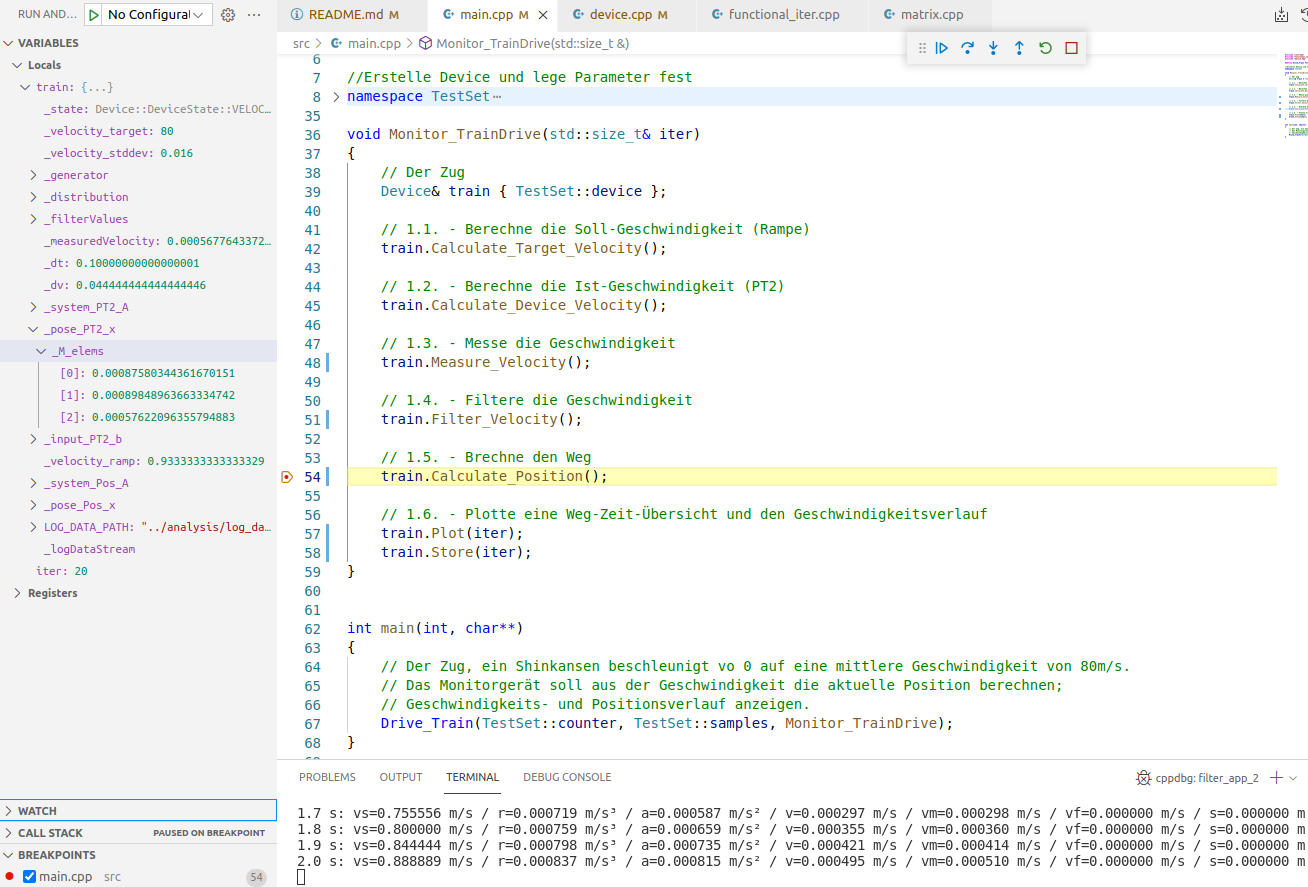 RUN AND...
No Configurat
README.md M
main.cpp M
device.cpp M
functional_iter.cpp
matrix.cpp
src > main.cpp > Monitor_TrainDrive(std::size_t &)
VARIABLES
Locals
train: {...}
_state: Device::DeviceState::VELOC...
_velocity_target: 80
_velocity_stddev: 0.016
_generator
_distribution
_filterValues
_measuredVelocity: 0.0005677643372...
_dt: 0.10000000000000001
_dv: 0.044444444444444446
_system_PT2_A
_pose_PT2_x
_M_elems
[0]: 0.00087580344361670151
[1]: 0.00089848963663334742
[2]: 0.00057622096355794883
_input_PT2_b
_velocity_ramp: 0.9333333333333329
_system_Pos_A
_pose_Pos_x
LOG_DATA_PATH: "../analysis/log_da...
_logDataStream
iter: 20
Registers
WATCH
CALL STACK PAUSED ON BREAKPOINT
BREAKPOINTS
main.cpp src 54
6
7 //Erstelle Device und lege Parameter fest
8 namespace TestSet⋯
35
36 void Monitor_TrainDrive(std::size_t& iter)
37 {
38 // Der Zug
39 Device& train { TestSet::device };
40
41 // 1.1. - Berechne die Soll-Geschwindigkeit (Rampe)
42 train.Calculate_Target_Velocity();
43
44 // 1.2. - Berechne die Ist-Geschwindigkeit (PT2)
45 train.Calculate_Device_Velocity();
46
47 // 1.3. - Messe die Geschwindigkeit
48 train.Measure_Velocity();
49
50 // 1.4. - Filtere die Geschwindigkeit
51 train.Filter_Velocity();
52
53 // 1.5. - Brechne den Weg
54 train.Calculate_Position();
55
56 // 1.6. - Plotte eine Weg-Zeit-Übersicht und den Geschwindigkeitsverlauf
57 train.Plot(iter);
58 train.Store(iter);
59 }
60
61
62 int main(int, char**)
63 {
64 // Der Zug, ein Shinkansen beschleunigt vo 0 auf eine mittlere Geschwindigkeit von 80m/s.
65 // Das Monitorgerät soll aus der Geschwindigkeit die aktuelle Position berechnen;
66 // Geschwindigkeits- und Positionsverlauf anzeigen.
67 Drive_Train(TestSet::counter, TestSet::samples, Monitor_TrainDrive);
68 }
PROBLEMS OUTPUT TERMINAL DEBUG CONSOLE
cppdbg: filter_app_2
1.7 s: vs=0.755556 m/s / r=0.000719 m/s³ / a=0.000587 m/s² / v=0.000297 m/s / vm=0.000298 m/s / vf=0.000000 m/s / s=0.000000 m
1.8 s: vs=0.800000 m/s / r=0.000759 m/s³ / a=0.000659 m/s² / v=0.000355 m/s / vm=0.000360 m/s / vf=0.000000 m/s / s=0.000000 m
1.9 s: vs=0.844444 m/s / r=0.000798 m/s³ / a=0.000735 m/s² / v=0.000421 m/s / vm=0.000414 m/s / vf=0.000000 m/s / s=0.000000 m
2.0 s: vs=0.888889 m/s / r=0.000837 m/s³ / a=0.000815 m/s² / v=0.000495 m/s / vm=0.000510 m/s / vf=0.000000 m/s / s=0.000000 m